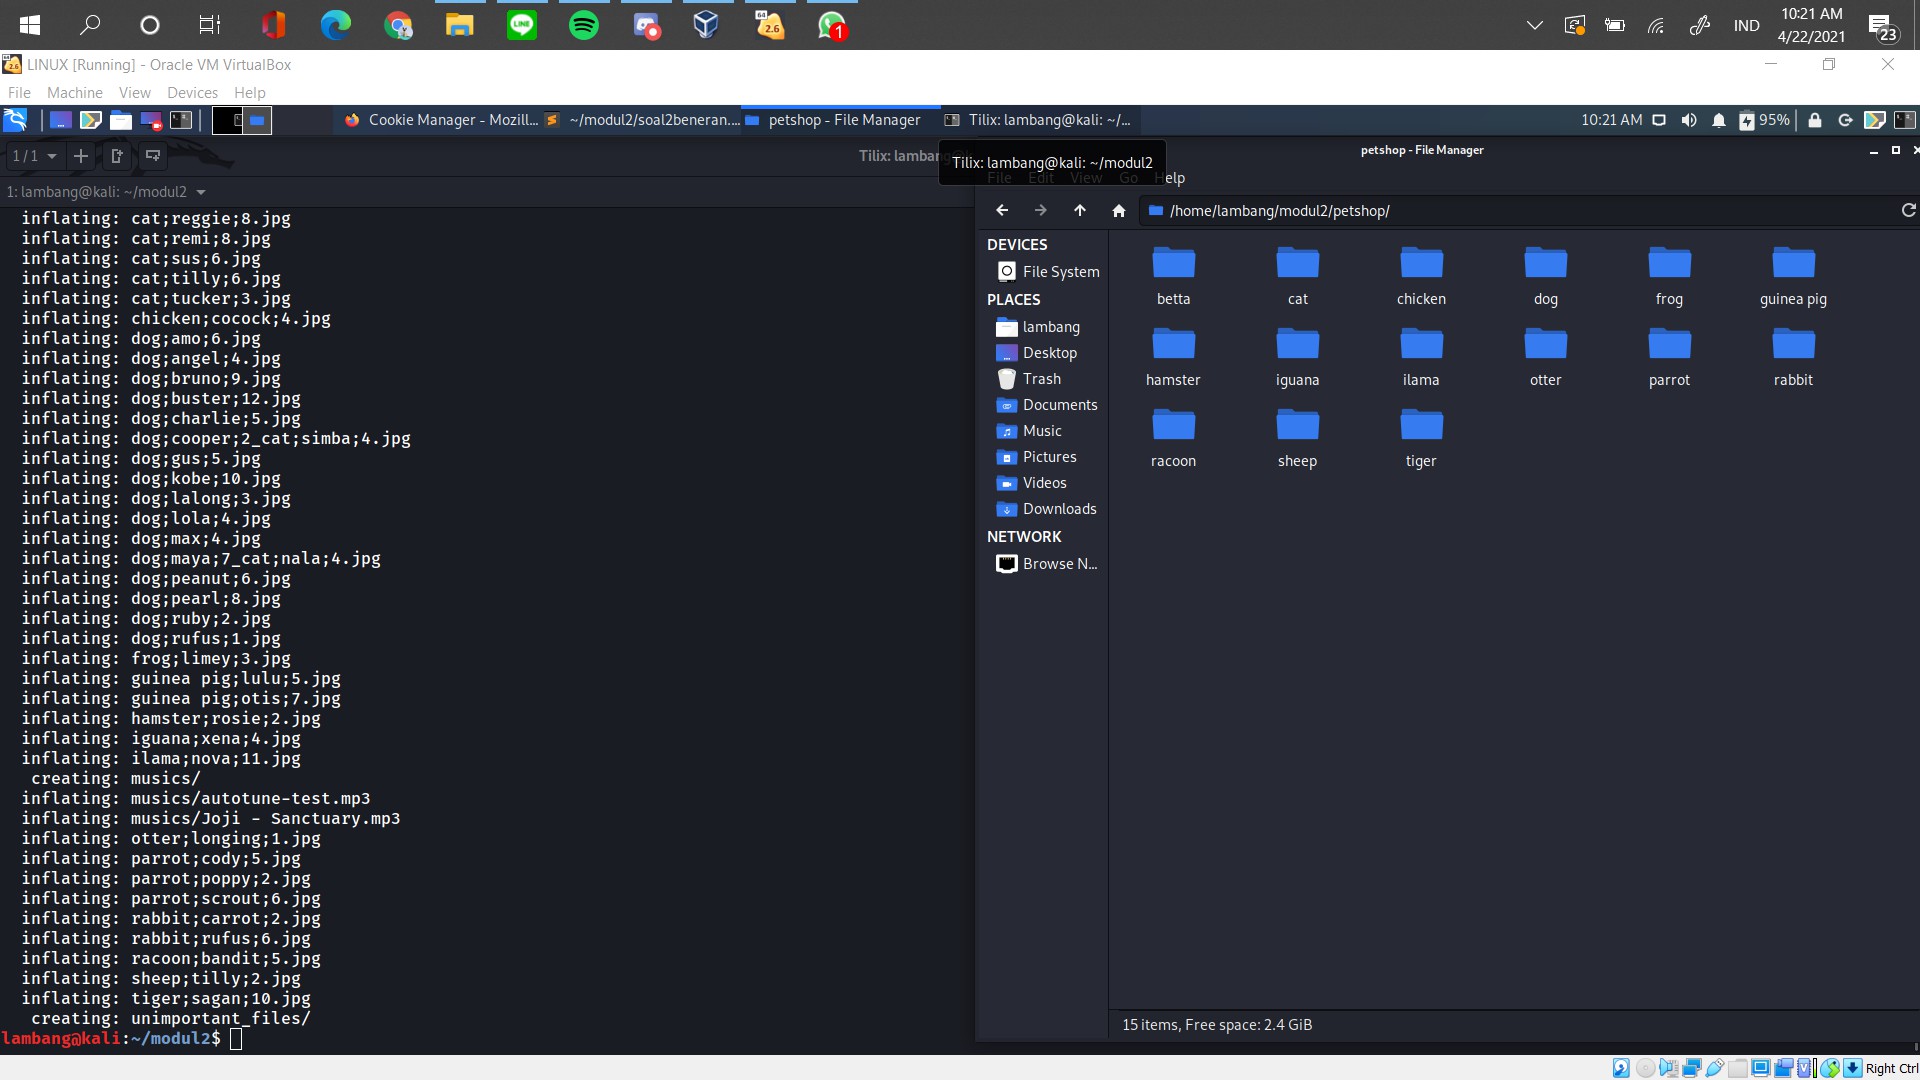 10:21 AM
IND
4/22/2021
23
LINE
64
2.6
1
LINUX [Running] - Oracle VM VirtualBox
File Machine View Devices Help
Cookie Manager - Mozill...
~/modul2/soal2beneran....
petshop - File Manager
Tilix: lambang@kali: ~/...
10:21 AM
95%
1 / 1
Tilix: lambang@k
Tilix: lambang@kali: ~/modul2
petshop - File Manager
File Edit View Go Help
1: lambang@kali: ~/modul2
/home/lambang/modul2/petshop/
inflating: cat;reggie;8.jpg
inflating: cat;remi;8.jpg
inflating: cat;sus;6.jpg
inflating: cat;tilly;6.jpg
inflating: cat;tucker;3.jpg
inflating: chicken;cocock;4.jpg
inflating: dog;amo;6.jpg
inflating: dog;angel;4.jpg
inflating: dog;bruno;9.jpg
inflating: dog;buster;12.jpg
inflating: dog;charlie;5.jpg
inflating: dog;cooper;2_cat;simba;4.jpg
inflating: dog;gus;5.jpg
inflating: dog;kobe;10.jpg
inflating: dog;lalong;3.jpg
inflating: dog;lola;4.jpg
inflating: dog;max;4.jpg
inflating: dog;maya;7_cat;nala;4.jpg
inflating: dog;peanut;6.jpg
inflating: dog;pearl;8.jpg
inflating: dog;ruby;2.jpg
inflating: dog;rufus;1.jpg
inflating: frog;limey;3.jpg
inflating: guinea pig;lulu;5.jpg
inflating: guinea pig;otis;7.jpg
inflating: hamster;rosie;2.jpg
inflating: iguana;xena;4.jpg
inflating: ilama;nova;11.jpg
creating: musics/
inflating: musics/autotune-test.mp3
inflating: musics/Joji - Sanctuary.mp3
inflating: otter;longing;1.jpg
inflating: parrot;cody;5.jpg
inflating: parrot;poppy;2.jpg
inflating: parrot;scrout;6.jpg
inflating: rabbit;carrot;2.jpg
inflating: rabbit;rufus;6.jpg
inflating: racoon;bandit;5.jpg
inflating: sheep;tilly;2.jpg
inflating: tiger;sagan;10.jpg
creating: unimportant_files/
lambang@kali:~/modul2$
DEVICES
File System
PLACES
lambang
Desktop
Trash
Documents
Music
Pictures
Videos
Downloads
NETWORK
Browse N...
betta cat chicken dog frog guinea pig
hamster iguana ilama otter parrot rabbit
racoon sheep tiger
15 items, Free space: 2.4 GiB
Right Ctrl